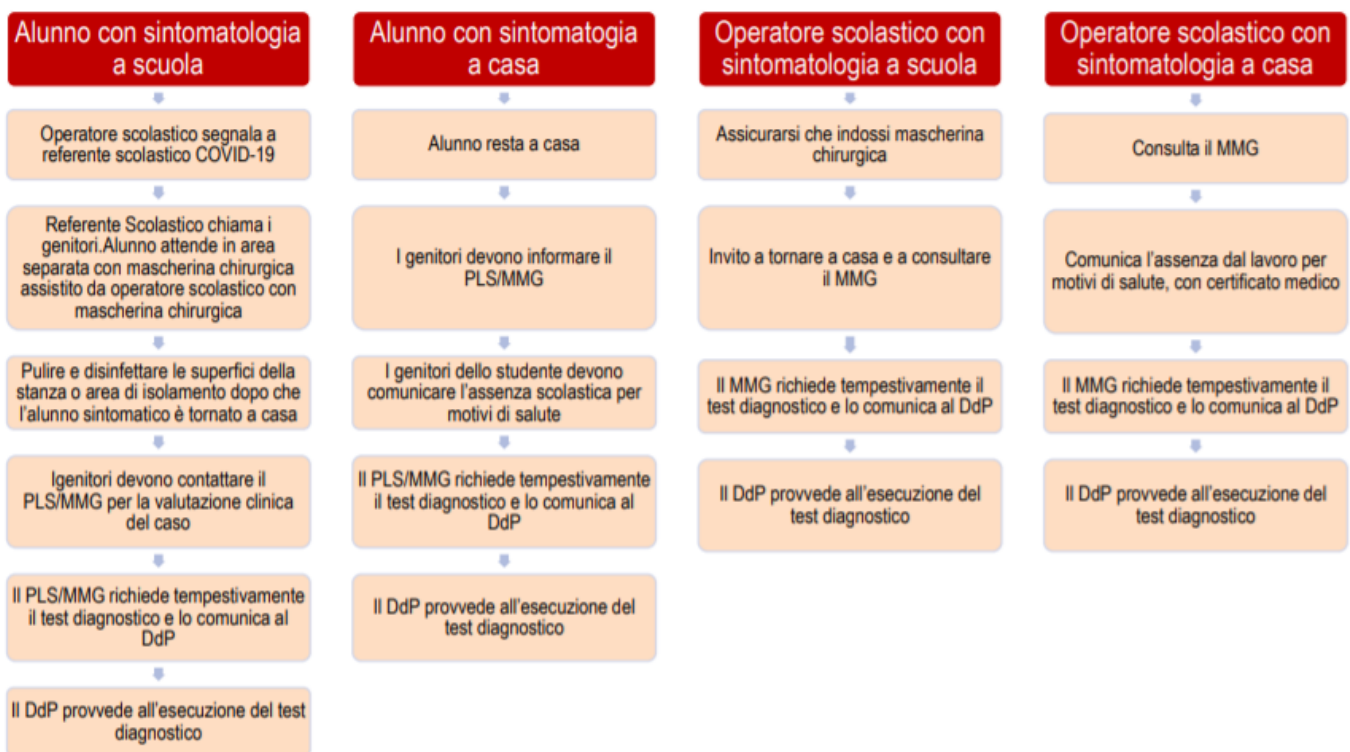 Alunno con sintomatologia
a scuola
Operatore scolastico segnala a
referente scolastico COVID-19
Referente Scolastico chiama i
genitori.Alunno attende in area
separata con mascherina chirurgica
assistito da operatore scolastico con
mascherina chirurgica
Pulire e disinfettare le superfici della
stanza o area di isolamento dopo che
l'alunno sintomatico è tornato a casa
Igenitori devono contattare il
PLS/MMG per la valutazione clinica
del caso
Il PLS/MMG richiede tempestivamente
il test diagnostico e lo comunica al
DdP
Il DdP provvede all'esecuzione del test
diagnostico
Alunno con sintomatogia
a casa
Alunno resta a casa
I genitori devono informare il
PLS/MMG
I genitori dello studente devono
comunicare l'assenza scolastica per
motivi di salute
Il PLS/MMG richiede tempestivamente
il test diagnostico e lo comunica al
DdP
Il DdP provvede all'esecuzione del
test diagnostico
Operatore scolastico con
sintomatologia a scuola
Assicurarsi che indossi mascherina
chirurgica
Invito a tornare a casa e a consultare
il MMG
Il MMG richiede tempestivamente il
test diagnostico e lo comunica al DdP
Il DdP provvede all'esecuzione del
test diagnostico
Operatore scolastico con
sintomatologia a casa
Consulta il MMG
Comunica l'assenza dal lavoro per
motivi di salute, con certificato medico
Il MMG richiede tempestivamente il
test diagnostico e lo comunica al DdP
Il DdP provvede all'esecuzione del
test diagnostico